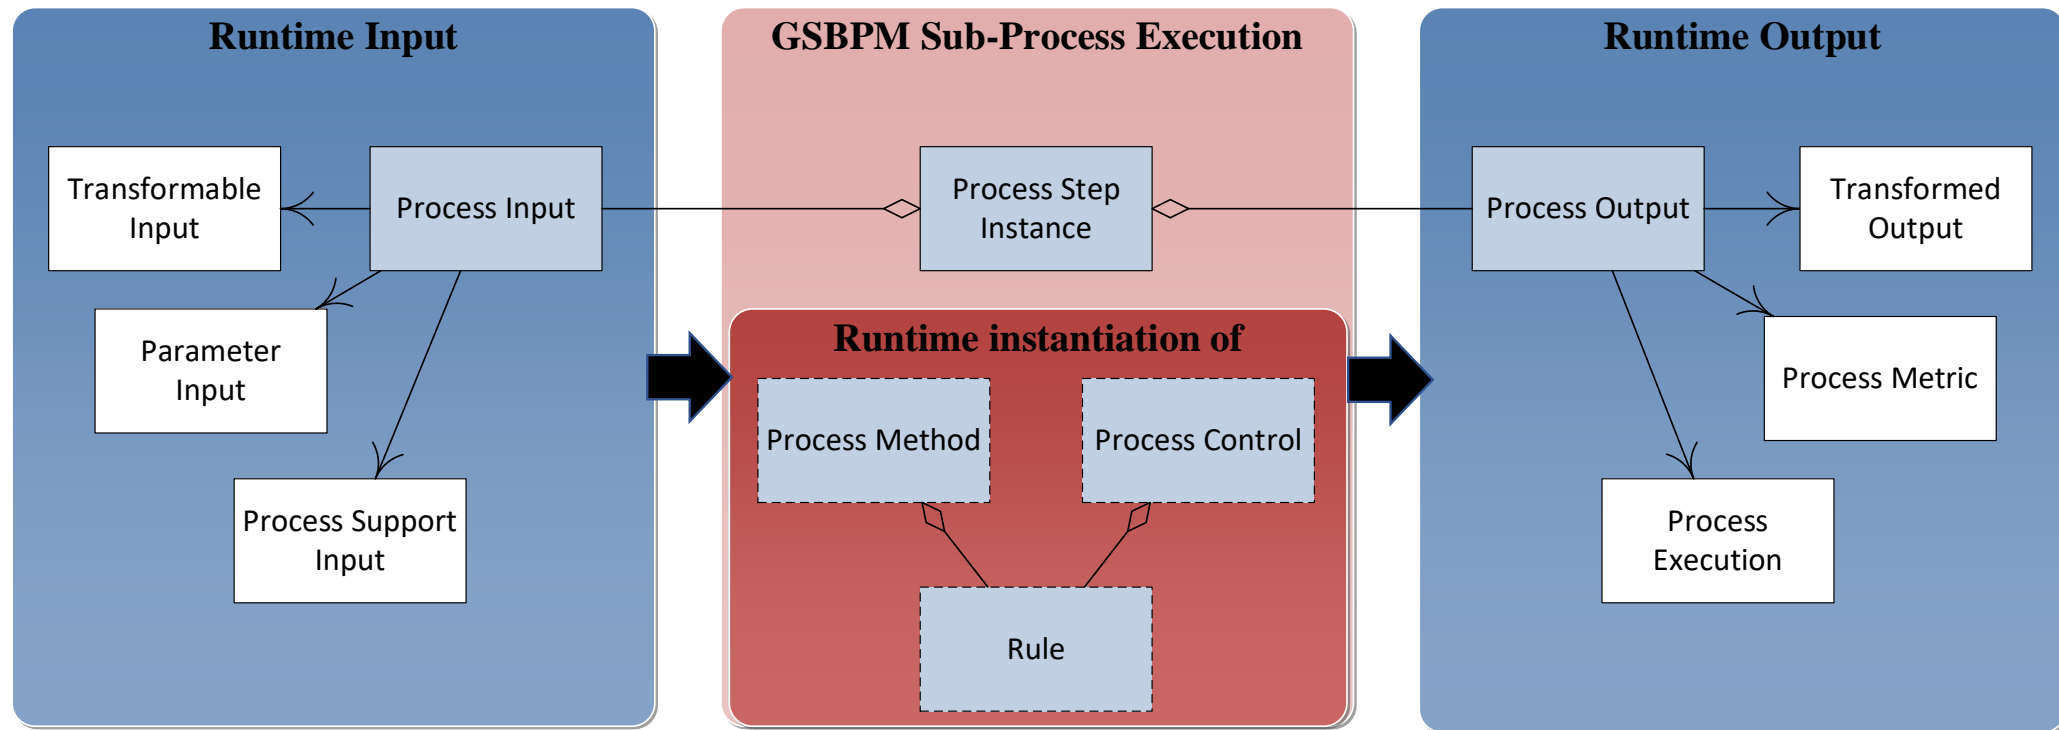 Runtime Input
Transformable
Input
Process Input
Parameter
Input
Process Support
Input
GSBPM Sub-Process Execution
Process Step
Instance
Runtime instantiation of
Process Method
Process Control
Rule
Runtime Output
Process Output
Transformed
Output
Process Metric
Process
Execution